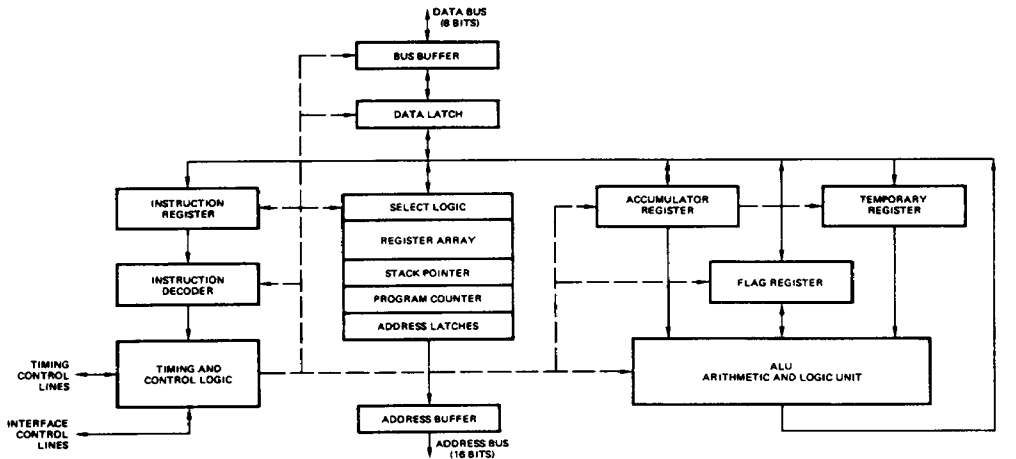 DATA BUS
(8 BITS)
BUS BUFFER
DATA LATCH
INSTRUCTION
REGISTER
SELECT LOGIC
ACCUMULATOR
REGISTER
TEMPORARY
REGISTER
REGISTER ARRAY
INSTRUCTION
DECODER
STACK POINTER
FLAG REGISTER
PROGRAM COUNTER
ADDRESS LATCHES
TIMING
CONTROL
LINES
TIMING AND
CONTROL LOGIC
ALU
ARITHMETIC AND LOGIC UNIT
INTERFACE
CONTROL
LINES
ADDRESS BUFFER
ADDRESS BUS
(16 BITS)